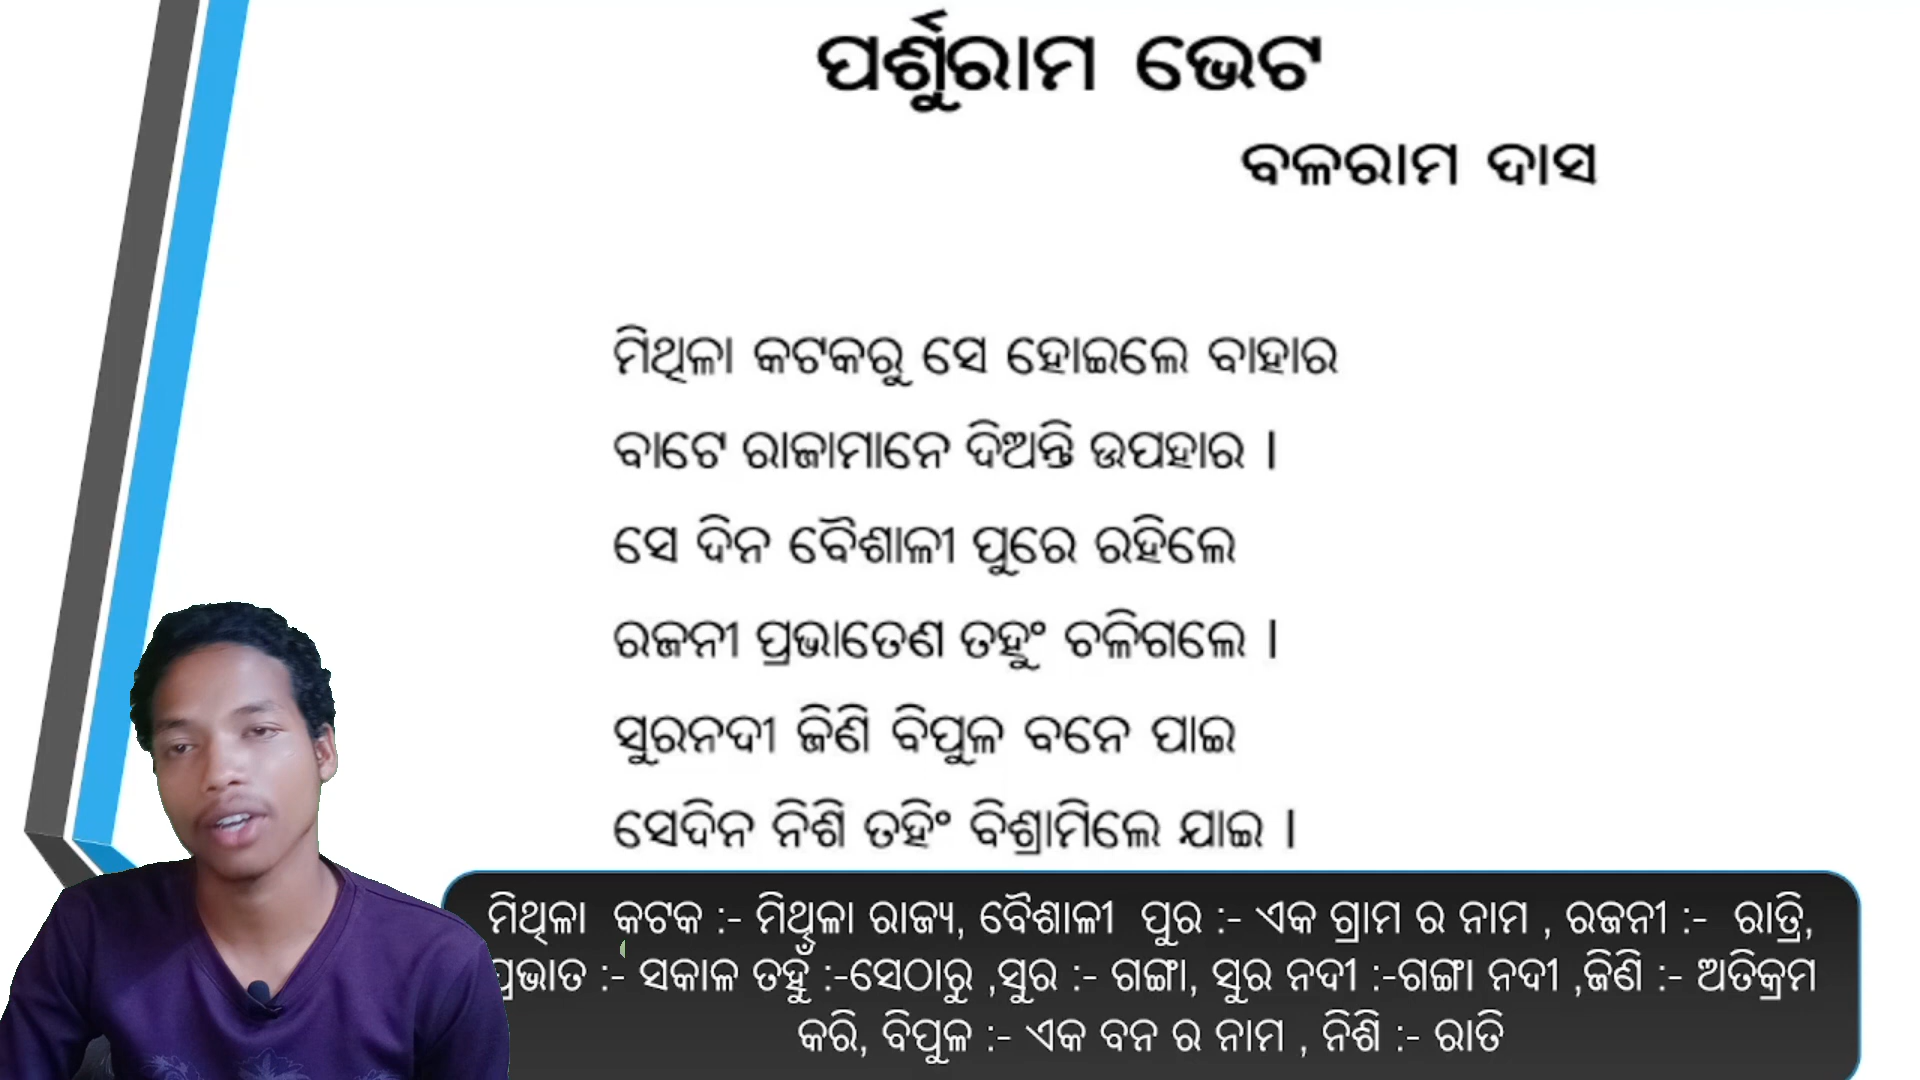 ପର୍ଶୁରାମ ଭେଟ
ବଳରାମ ଦାସ
ମିଥିଳା କଟକରୁ ସେ ହୋଇଲେ ବାହାର
ବାଟେ ରାଜାମାନେ ଦିଅନ୍ତି ଉପହାର ।
ସେ ଦିନ ବୈଶାଳୀ ପୁରେ ରହିଲେ
ରଜନୀ ପ୍ରଭାତେଣ ତହୁଂ ଚଳିଗଲେ ।
ସୁରନଦୀ ଜିଣି ବିପୁଳ ବନେ ପାଇ
ସେଦିନ ନିଶି ତହିଂ ବିଶ୍ରାମିଲେ ଯାଇ ।
ମିଥିଳା କଟକ :- ମିଥିଳା ରାଜ୍ୟ, ବୈଶାଳୀ ପୁର :- ଏକ ଗ୍ରାମ ର ନାମ , ରଜନୀ :- ରାତ୍ରି,
ପ୍ରଭାତ :- ସକାଳ ତହୁଁ :-ସେଠାରୁ ,ସୁର :- ଗଙ୍ଗା, ସୁର ନଦୀ :-ଗଙ୍ଗା ନଦୀ ,ଜିଣି :- ଅତିକ୍ରମ
କରି, ବିପୁଳ :- ଏକ ବନ ର ନାମ , ନିଶି :- ରାତି